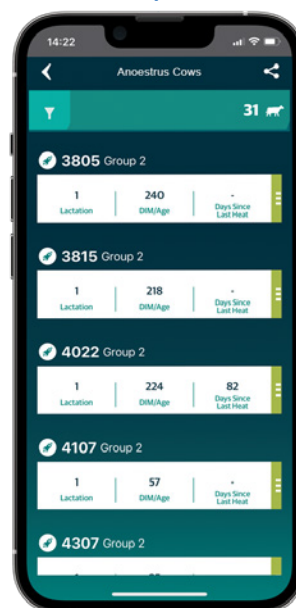 14:22
Anoestrus Cows
31
3805 Group 2
1 240 -
Lactation DIM/Age Days Since
Last Heat
3815 Group 2
1 218 -
Lactation DIM/Age Days Since
Last Heat
4022 Group 2
1 224 82
Lactation DIM/Age Days Since
Last Heat
4107 Group 2
1 57 -
Lactation DIM/Age Days Since
Last Heat
4307 Group 2